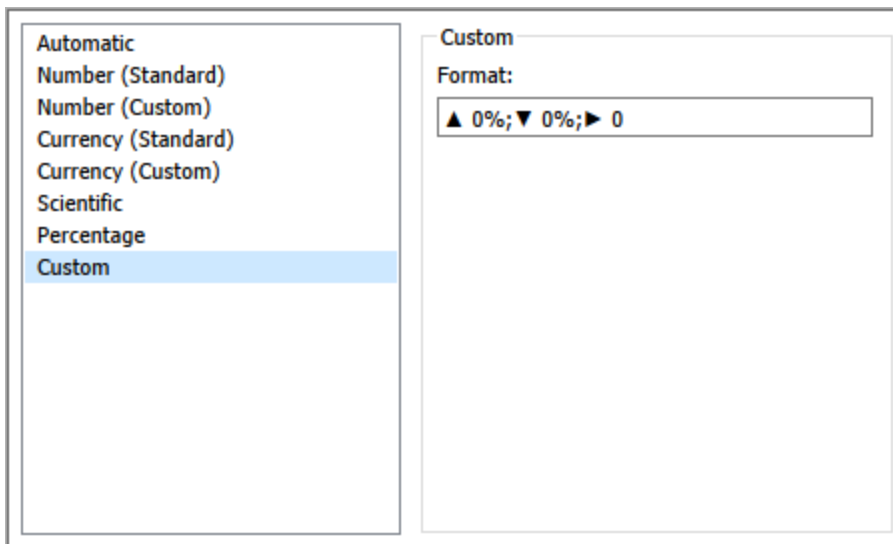 Automatic
Number (Standard)
Number (Custom)
Currency (Standard)
Currency (Custom)
Scientific
Percentage
Custom
Custom
Format:
▲ 0%;▼ 0%;► 0